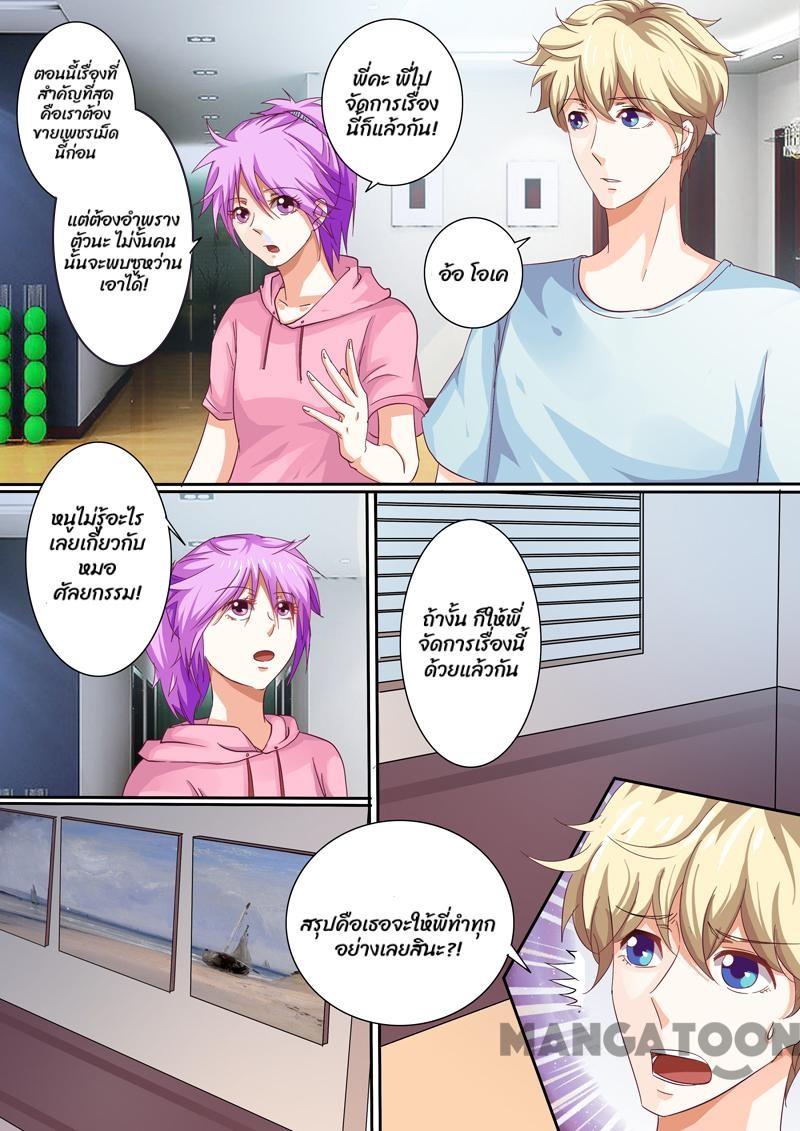 ตอนนี้เรื่องที่
สำคัญที่สุด
คือเราต้อง
ขายเพชรเม็ด
นี้ก่อน
แต่ต้องอำพราง
ตัวนะ ไม่งั้นคน
นั้นจะพบซูหว่าน
เอาได้!
พี่คะ พี่ไป
จัดการเรื่อง
นี้ก็แล้วกัน!
อ้อ โอเค
หนูไม่รู้อะไร
เลยเกี่ยวกับ
หมอ
ศัลยกรรม!
ถ้างั้น ก็ให้พี่
จัดการเรื่องนี้
ด้วยแล้วกัน
สรุปคือเธอจะให้พี่ทำทุก
อย่างเลยสินะ?!
MANGATOON